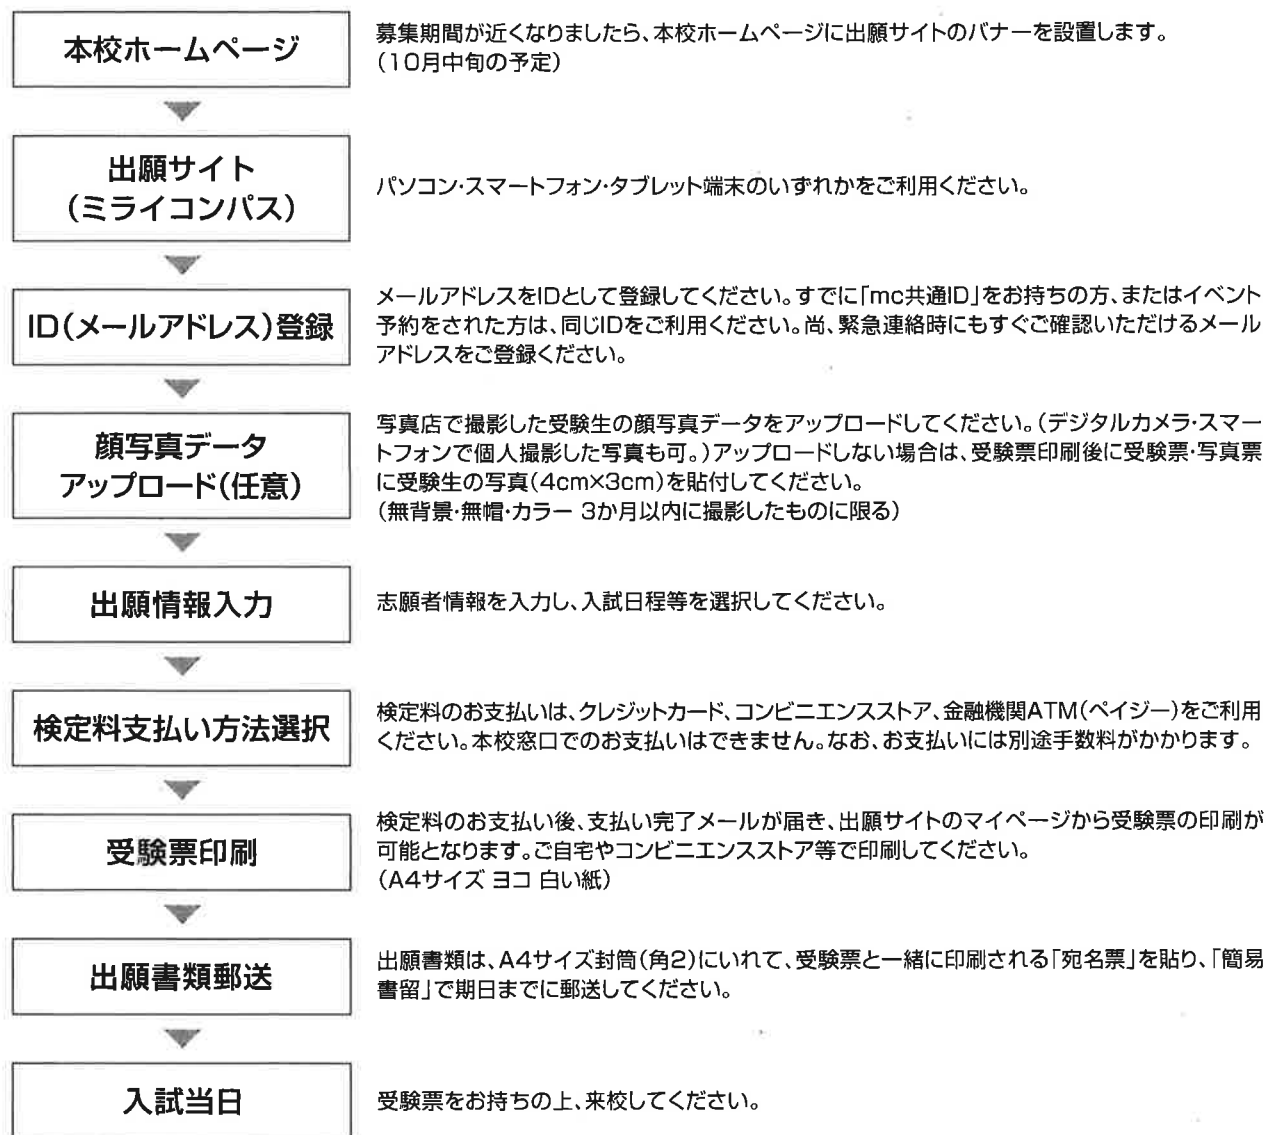 本校ホームページ
募集期間が近くなりましたら、本校ホームページに出願サイトのバナーを設置します。
(10月中旬の予定)
出願サイト
(ミライコンパス)
パソコン・スマートフォン・タブレット端末のいずれかをご利用ください。
ID(メールアドレス)登録
メールアドレスをIDとして登録してください。すでに「mc共通ID」をお持ちの方、またはイベント
予約をされた方は、同じIDをご利用ください。尚、緊急連絡時にもすぐご確認いただけるメール
アドレスをご登録ください。
顔写真データ
アップロード(任意)
写真店で撮影した受験生の顔写真データをアップロードしてください。(デジタルカメラ・スマー
トフォンで個人撮影した写真も可。)アップロードしない場合は、受験票印刷後に受験票・写真票
に受験生の写真(4cm×3cm)を貼付してください。
(無背景・無帽・カラー 3か月以内に撮影したものに限る)
出願情報入力
志願者情報を入力し、入試日程等を選択してください。
検定料支払い方法選択
検定料のお支払いは、クレジットカード、コンビニエンスストア、金融機関ATM(ペイジー)をご利用
ください。本校窓口でのお支払いはできません。なお、お支払いには別途手数料がかかります。
受験票印刷
検定料のお支払い後、支払い完了メールが届き、出願サイトのマイページから受験票の印刷が
可能となります。ご自宅やコンビニエンスストア等で印刷してください。
(A4サイズ ヨコ 白い紙)
出願書類郵送
出願書類は、A4サイズ封筒(角2)にいれて、受験票と一緒に印刷される「宛名票」を貼り、「簡易
書留」で期日までに郵送してください。
入試当日
受験票をお持ちの上、来校してください。